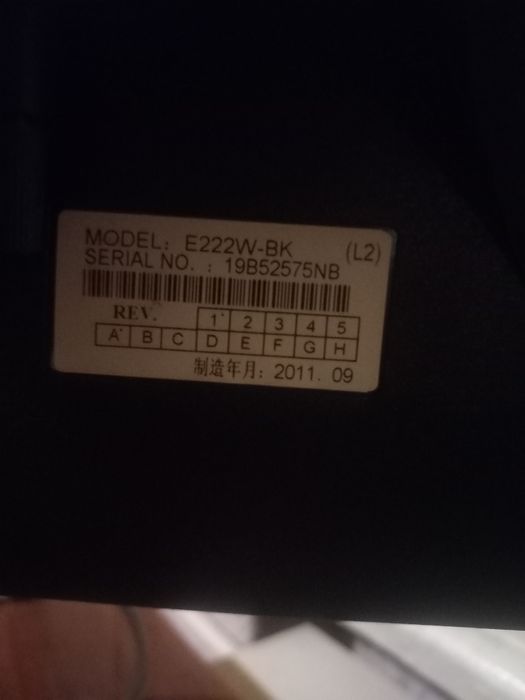 MODEL: E222W-BK (L2)
SERIAL NO. : 19B52575NB
REV. 1 2 3 4 5
A B C D E F G H
制造年月: 2011. 09